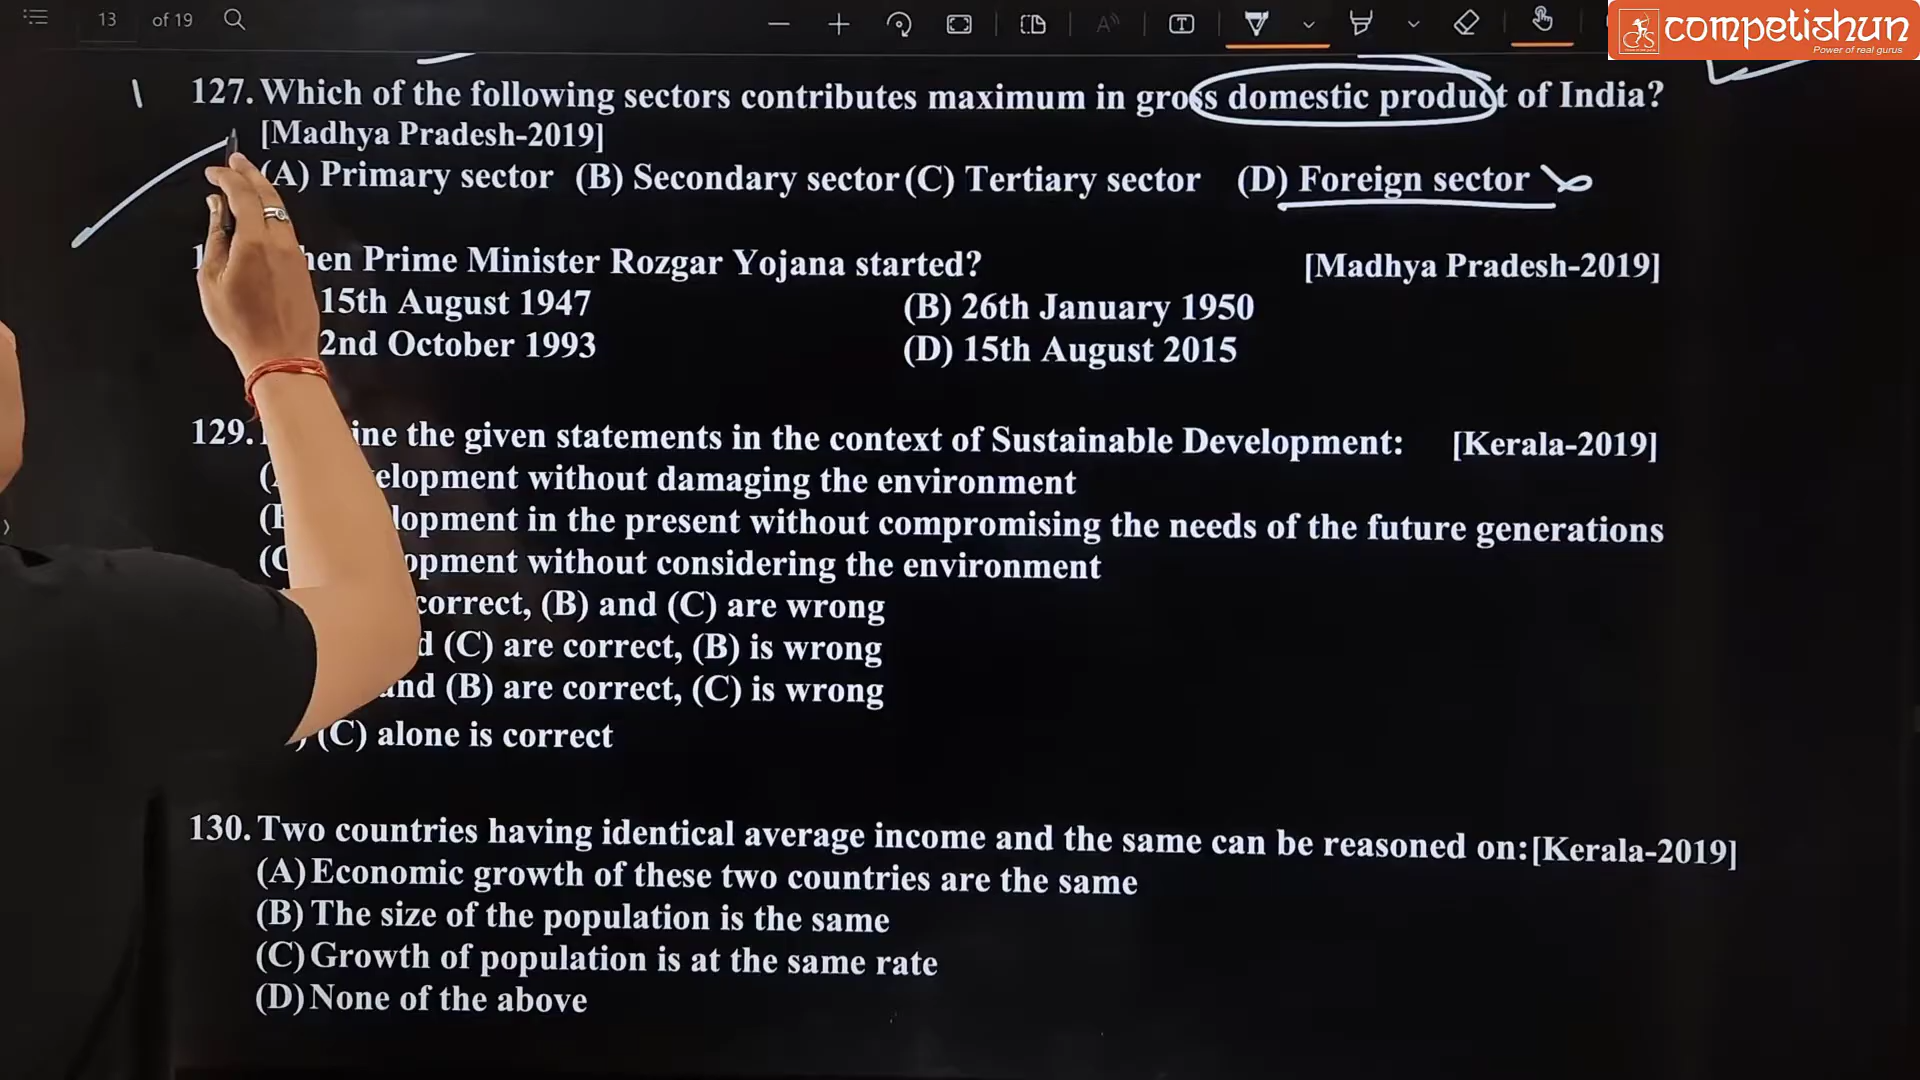 13 of 19
competishun
Power of real gurus
127. Which of the following sectors contributes maximum in gross domestic product of India?
[Madhya Pradesh-2019]
(A) Primary sector (B) Secondary sector (C) Tertiary sector (D) Foreign sector
Prime Minister Rozgar Yojana started? [Madhya Pradesh-2019]
15th August 1947 (B) 26th January 1950
2nd October 1993 (D) 15th August 2015
129. the given statements in the context of Sustainable Development: [Kerala-2019]
without damaging the environment
in the present without compromising the needs of the future generations
without considering the environment
correct, (B) and (C) are wrong
(C) are correct, (B) is wrong
and (B) are correct, (C) is wrong
(C) alone is correct
130. Two countries having identical average income and the same can be reasoned on: [Kerala-2019]
(A) Economic growth of these two countries are the same
(B) The size of the population is the same
(C) Growth of population is at the same rate
(D) None of the above